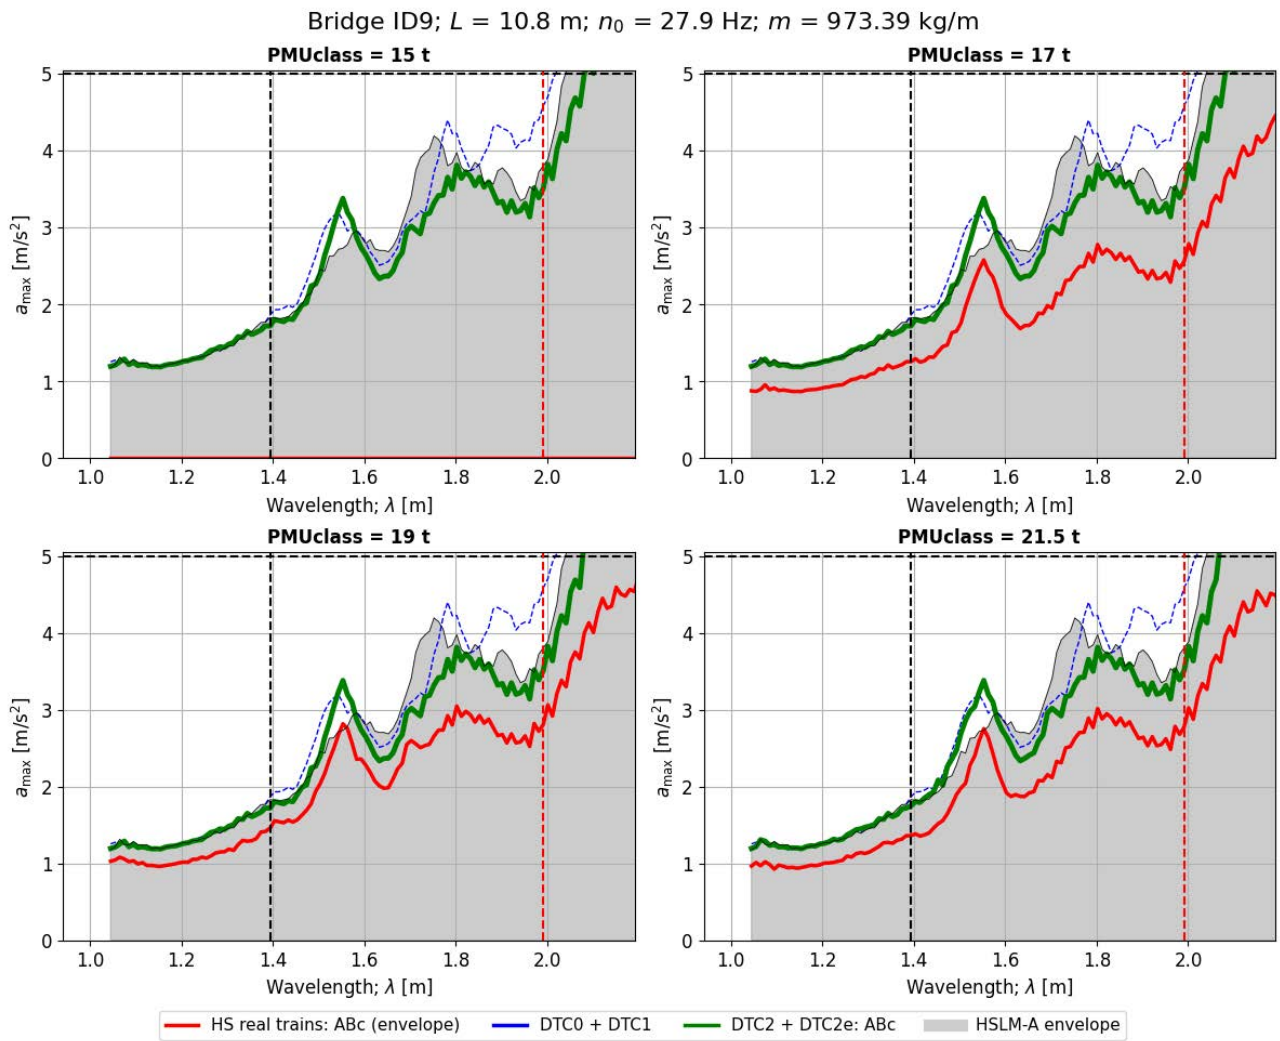 Bridge ID9; L = 10.8 m; n₀ = 27.9 Hz; m = 973.39 kg/m
PMUclass = 15 t
5
4
3
2
1
0
a_max [m/s²]
1.0 1.2 1.4 1.6 1.8 2.0
Wavelength; λ [m]
PMUclass = 17 t
5
4
3
2
1
0
a_max [m/s²]
1.0 1.2 1.4 1.6 1.8 2.0
Wavelength; λ [m]
PMUclass = 19 t
5
4
3
2
1
0
a_max [m/s²]
1.0 1.2 1.4 1.6 1.8 2.0
Wavelength; λ [m]
PMUclass = 21.5 t
5
4
3
2
1
0
a_max [m/s²]
1.0 1.2 1.4 1.6 1.8 2.0
Wavelength; λ [m]
HS real trains: ABc (envelope) DTC0 + DTC1 DTC2 + DTC2e: ABc HSLM-A envelope